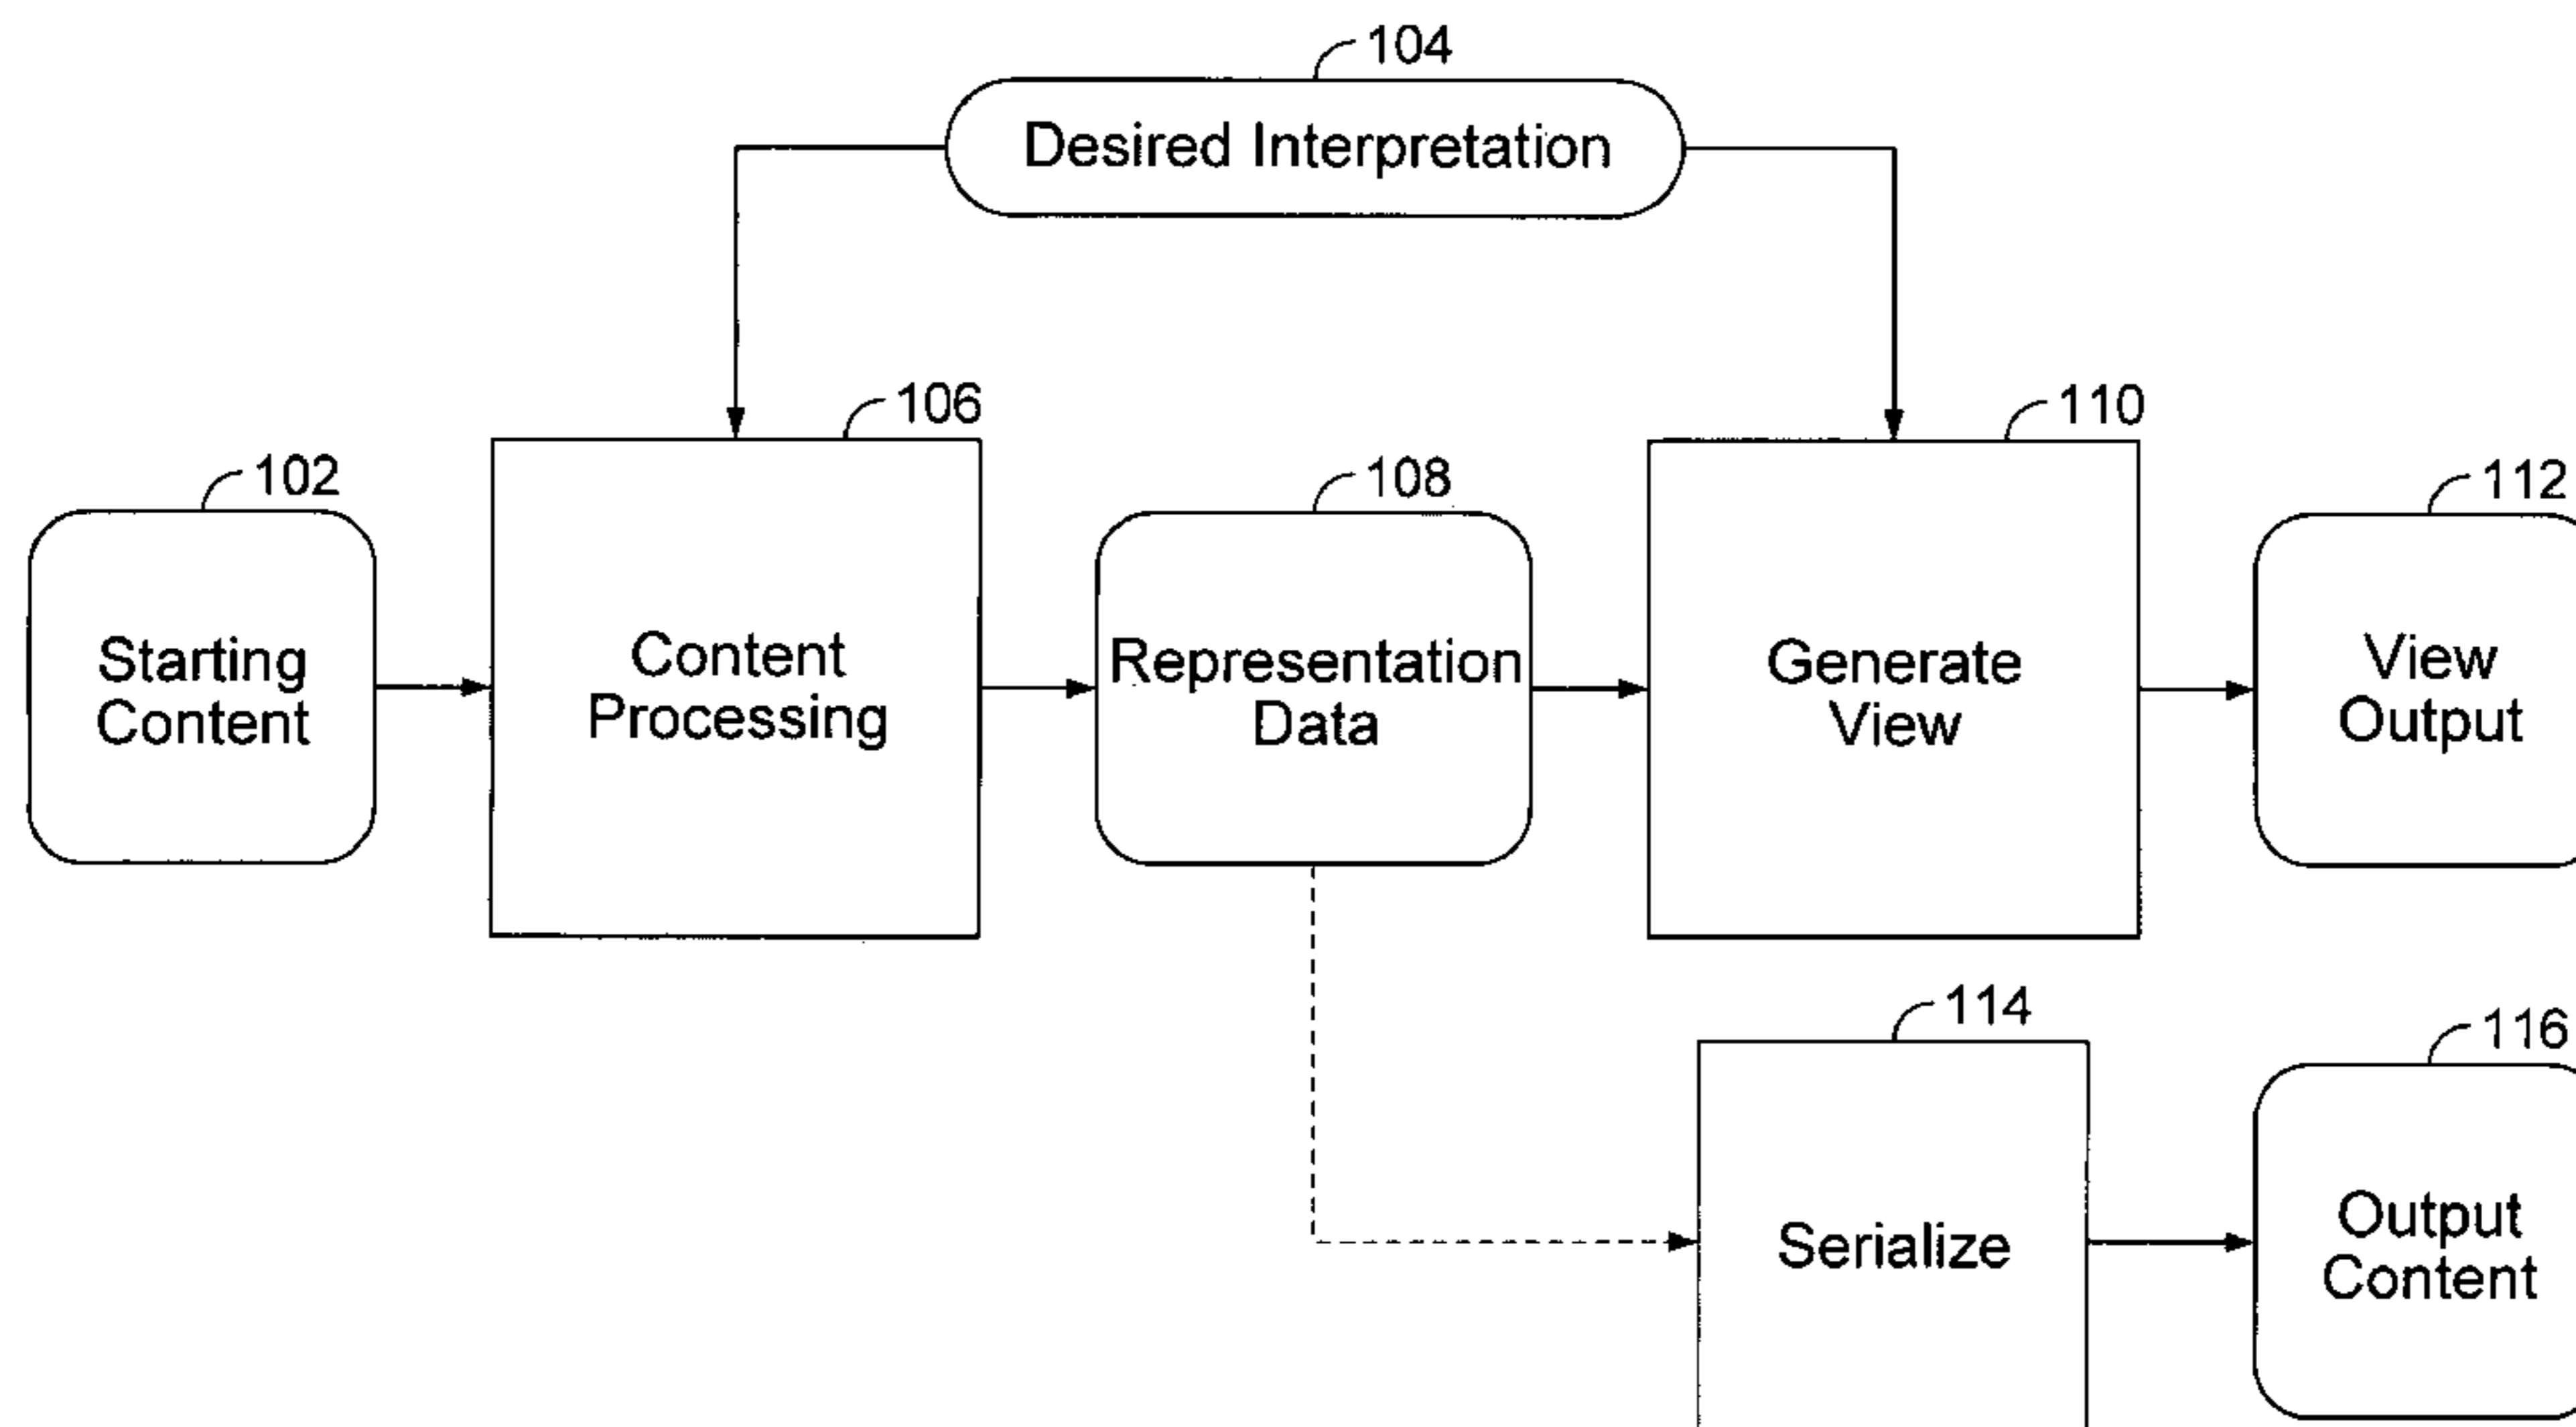 104
Desired Interpretation
106
110
102
108
112
Starting
Content
Content
Processing
Representation
Data
Generate
View
View
Output
114
116
Serialize
Output
Content